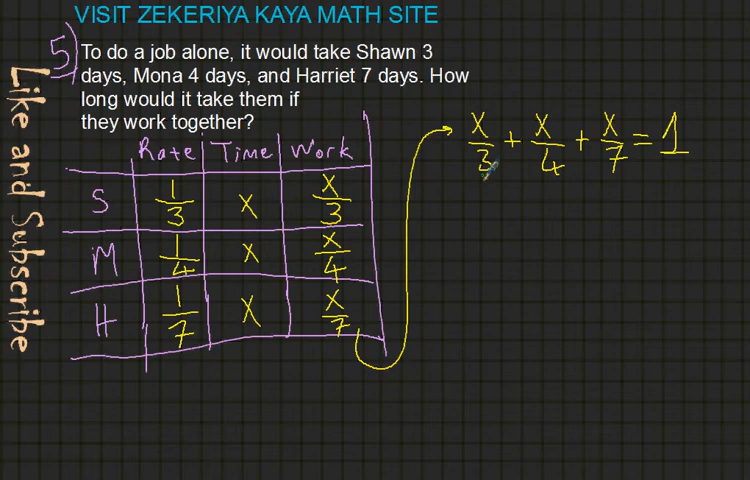 VISIT ZEKERIYA KAYA MATH SITE
5)
To do a job alone, it would take Shawn 3
days, Mona 4 days, and Harriet 7 days. How
long would it take them if
they work together?
Like and Subscribe
Rate Time Work
S 1/3 x x/3
M 1/4 x x/4
H 1/7 x x/7
x/3 + x/4 + x/7 = 1